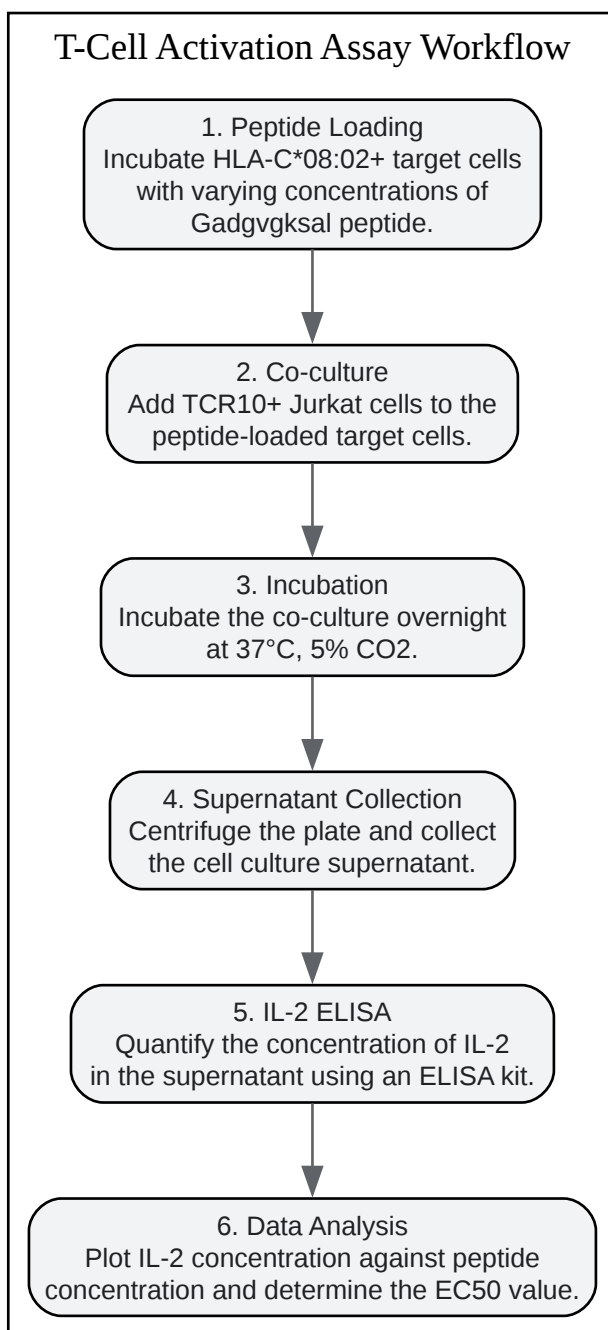 T-Cell Activation Assay Workflow
1. Peptide Loading
Incubate HLA-C*08:02+ target cells
with varying concentrations of
Gadgvgksal peptide.
2. Co-culture
Add TCR10+ Jurkat cells to the
peptide-loaded target cells.
3. Incubation
Incubate the co-culture overnight
at 37°C, 5% CO2.
4. Supernatant Collection
Centrifuge the plate and collect
the cell culture supernatant.
5. IL-2 ELISA
Quantify the concentration of IL-2
in the supernatant using an ELISA kit.
6. Data Analysis
Plot IL-2 concentration against peptide
concentration and determine the EC50 value.